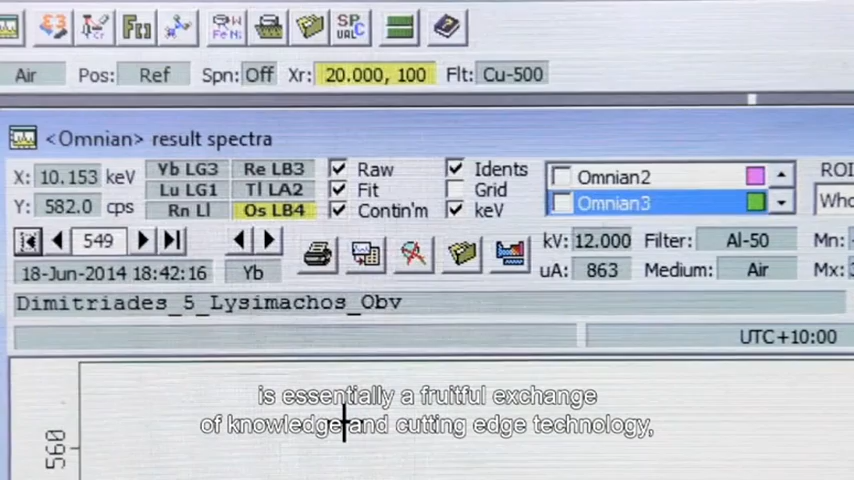 Air Pos: Ref Spn: Off Xr: 20.000, 100 Flt: Cu-500
<Omnian> result spectra
X: 10.153 keV Yb LG3 Re LB3 Raw Idents Omnian2 ROI
Y: 582.0 cps Lu LG1 Tl LA2 Fit Grid Omnian3
Rn Ll Os LB4 Contin'm keV
549 kV: 12.000 Filter: Al-50 Mn:
18-Jun-2014 18:42:16 Yb uA: 863 Medium: Air Mx:
Dimitriades_5_Lysimachos_Obv
UTC+10:00
is essentially a fruitful exchange
of knowledge and cutting edge technology,
560